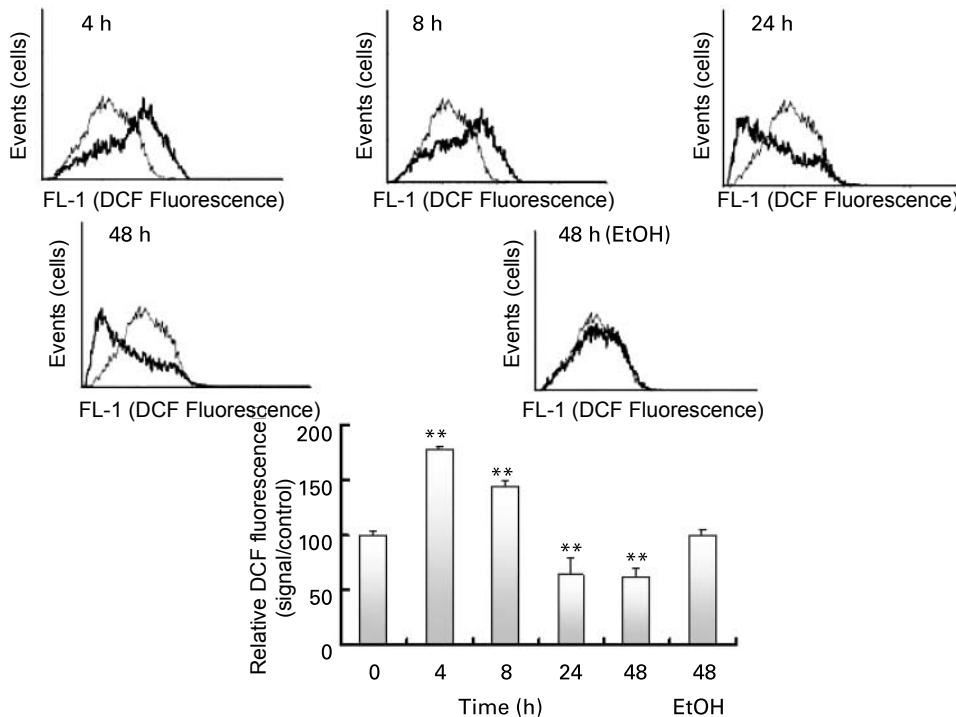 4 h
Events (cells)
FL-1 (DCF Fluorescence)
8 h
Events (cells)
FL-1 (DCF Fluorescence)
24 h
Events (cells)
FL-1 (DCF Fluorescence)
48 h
Events (cells)
FL-1 (DCF Fluorescence)
48 h (EtOH)
Events (cells)
FL-1 (DCF Fluorescence)
Relative DCF fluorescence
(signal/control)
200
150
100
50
0
**
**
**
**
0 4 8 24 48 48
Time (h) EtOH